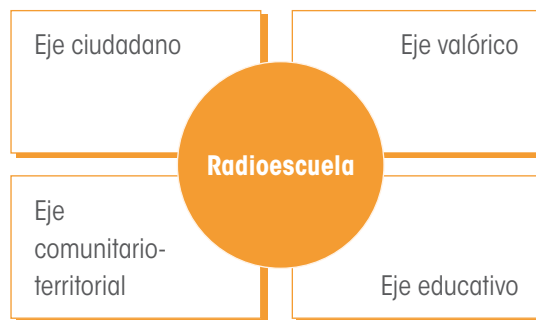 Eje ciudadano
Eje valórico
Radioescuela
Eje
comunitario-
territorial
Eje educativo